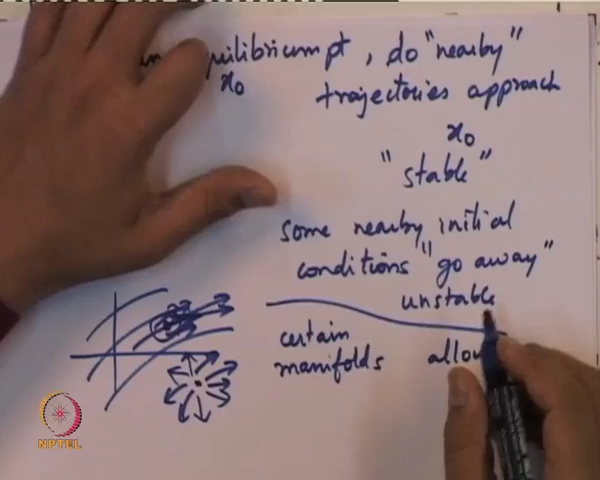 equilibrium pt, do "nearby"
x₀ trajectories approach
x₀
"stable"
some nearby initial
conditions "go away"
unstable
certain
manifolds allow
NPTEL